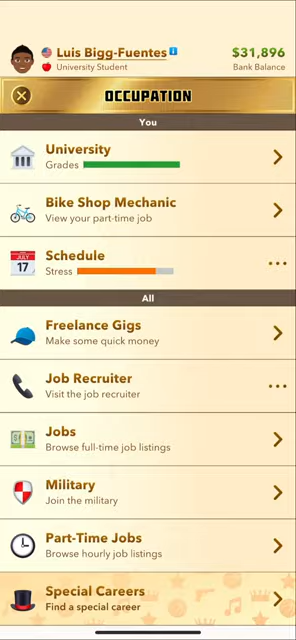 Luis Bigg-Fuentes
$31,896
University Student
Bank Balance
OCCUPATION
You
University
Grades
Bike Shop Mechanic
View your part-time job
JULY
17
Schedule
Stress
All
Freelance Gigs
Make some quick money
Job Recruiter
Visit the job recruiter
Jobs
Browse full-time job listings
Military
Join the military
Part-Time Jobs
Browse hourly job listings
Special Careers
Find a special career